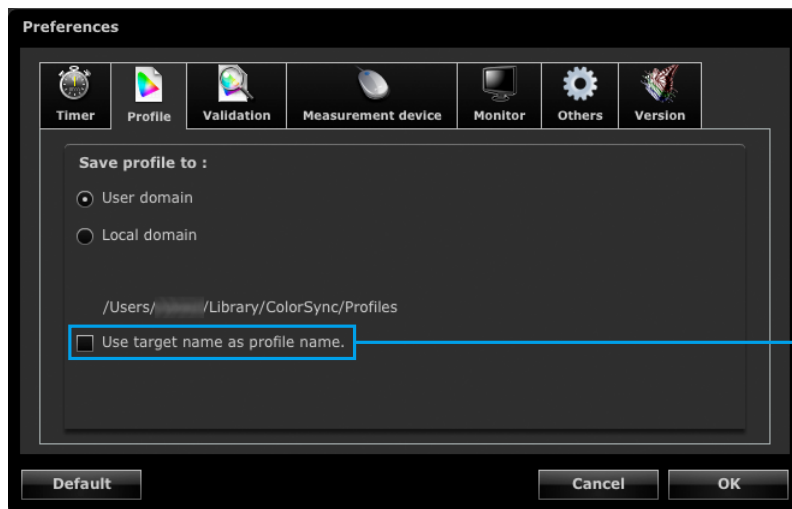 Preferences
Timer Profile Validation Measurement device Monitor Others Version
Save profile to :
User domain
Local domain
/Users/ /Library/ColorSync/Profiles
Use target name as profile name.
Default Cancel OK